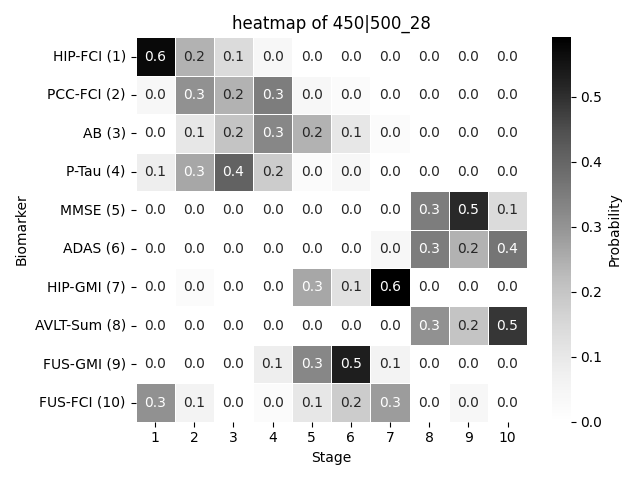 heatmap of 450|500_28
HIP-FCI (1) 0.6 0.2 0.1 0.0 0.0 0.0 0.0 0.0 0.0 0.0
PCC-FCI (2) 0.0 0.3 0.2 0.3 0.0 0.0 0.0 0.0 0.0 0.0
AB (3) 0.0 0.1 0.2 0.3 0.2 0.1 0.0 0.0 0.0 0.0
P-Tau (4) 0.1 0.3 0.4 0.2 0.0 0.0 0.0 0.0 0.0 0.0
MMSE (5) 0.0 0.0 0.0 0.0 0.0 0.0 0.0 0.3 0.5 0.1
ADAS (6) 0.0 0.0 0.0 0.0 0.0 0.0 0.0 0.3 0.2 0.4
HIP-GMI (7) 0.0 0.0 0.0 0.0 0.3 0.1 0.6 0.0 0.0 0.0
AVLT-Sum (8) 0.0 0.0 0.0 0.0 0.0 0.0 0.0 0.3 0.2 0.5
FUS-GMI (9) 0.0 0.0 0.0 0.1 0.3 0.5 0.1 0.0 0.0 0.0
FUS-FCI (10) 0.3 0.1 0.0 0.0 0.1 0.2 0.3 0.0 0.0 0.0
1 2 3 4 5 6 7 8 9 10
Stage
Biomarker
0.5
0.4
0.3
0.2
0.1
0.0
Probability